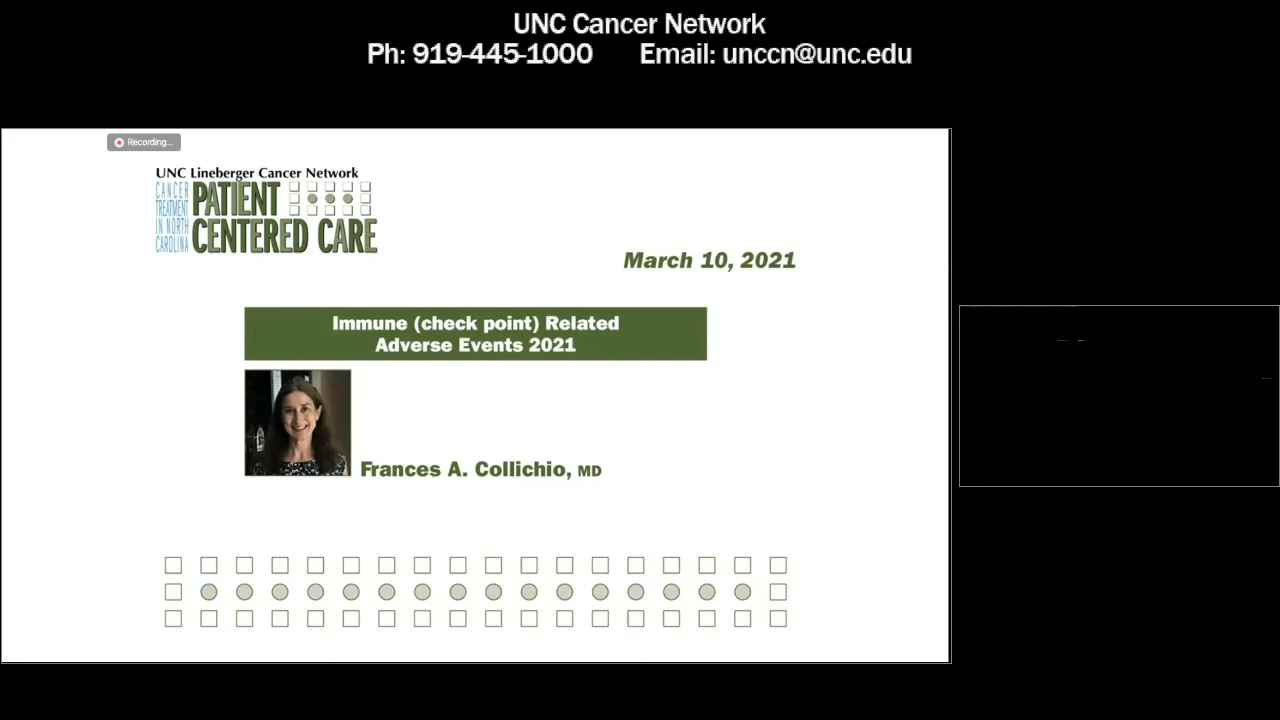 UNC Cancer Network
Ph: 919-445-1000 Email: unccn@unc.edu
Recording...
UNC Lineberger Cancer Network
CANCER
TREATMENT
IN NORTH
CAROLINA
PATIENT
CENTERED CARE
March 10, 2021
Immune (check point) Related
Adverse Events 2021
Frances A. Collichio, MD